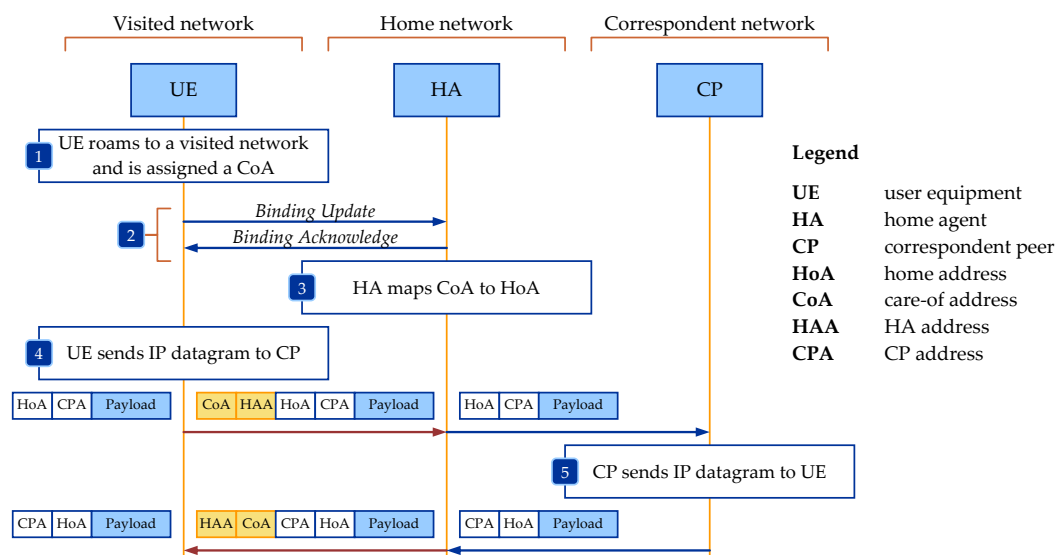 Visited network
Home network
Correspondent network
UE
HA
CP
1
UE roams to a visited network
and is assigned a CoA
Legend
UE user equipment
HA home agent
CP correspondent peer
HoA home address
CoA care-of address
HAA HA address
CPA CP address
2
Binding Update
Binding Acknowledge
3
HA maps CoA to HoA
4
UE sends IP datagram to CP
HoA CPA Payload
CoA HAA HoA CPA Payload
HoA CPA Payload
5
CP sends IP datagram to UE
CPA HoA Payload
HAA CoA CPA HoA Payload
CPA HoA Payload